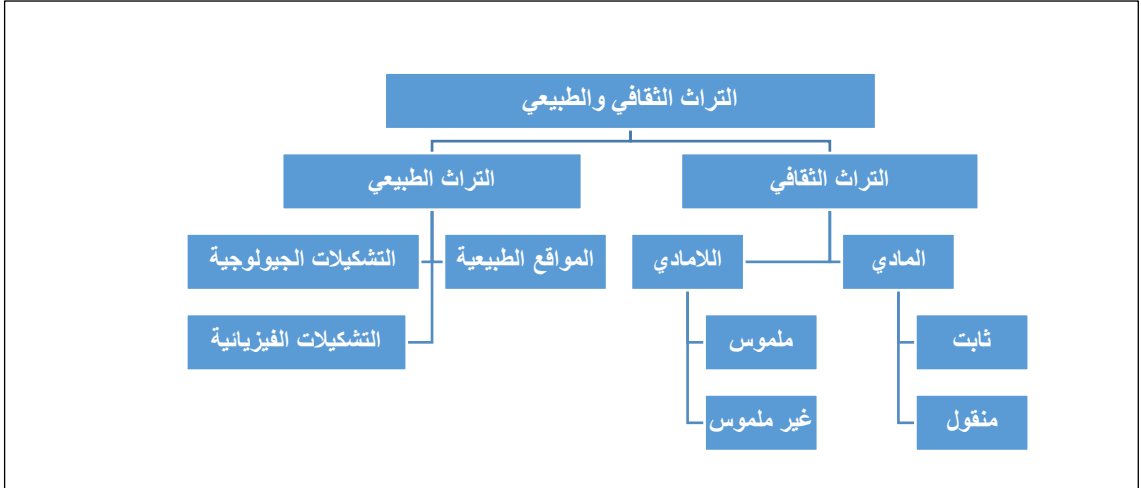 التراث الثقافي والطبيعي
التراث الثقافي
التراث الطبيعي
المادي
اللامادي
المواقع الطبيعية
التشكيلات الجيولوجية
ثابت
ملموس
التشكيلات الفيزيائية
منقول
غير ملموس